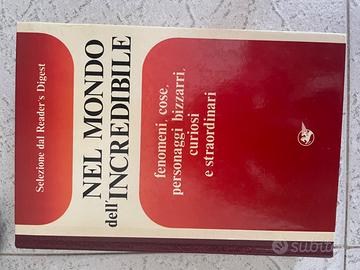 Selezione dal Reader's Digest
NEL MONDO
dell'INCREDIBILE
fenomeni, cose,
personaggi bizzarri,
curiosi
e straordinari
subito